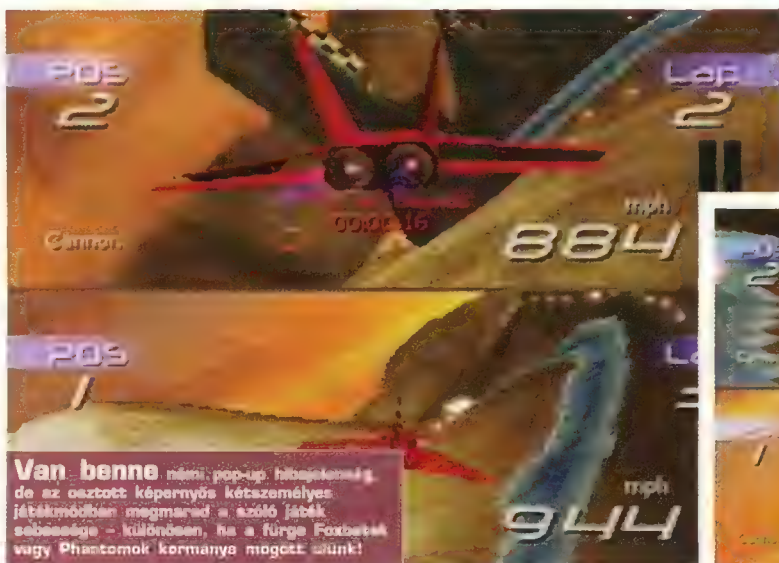 POS
2
Lap
2
mph
884
Cannon
00:00:16
POS
1
mph
944
Van benne némi pop-up hibajelenség,
de az osztott képernyős kétszemélyes
játékmódban megmarad a szóló játék
sebessége – különösen, ha a fürge Foxbatek
vagy Phantomok kormánya mögött ülünk!